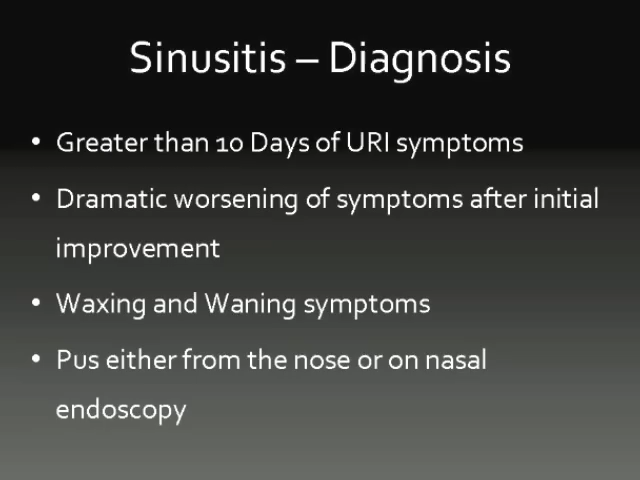 Sinusitis – Diagnosis
• Greater than 10 Days of URI symptoms
• Dramatic worsening of symptoms after initial
improvement
• Waxing and Waning symptoms
• Pus either from the nose or on nasal
endoscopy